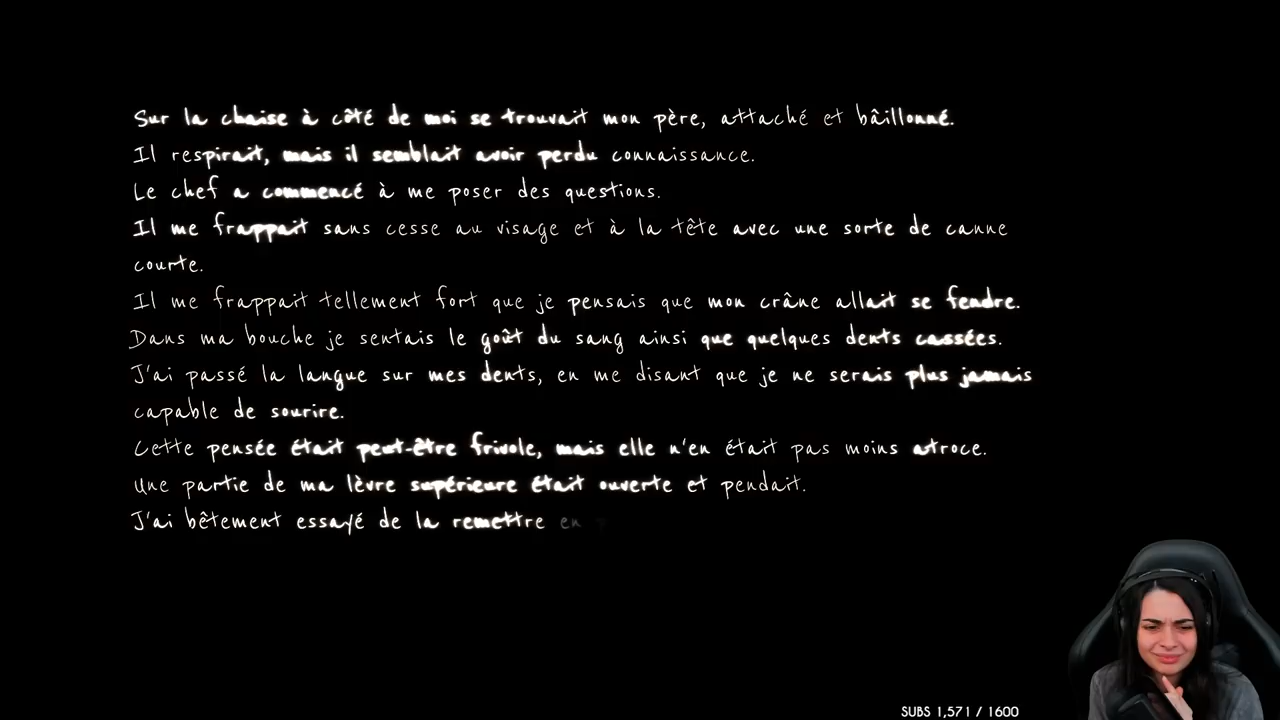 Sur la chaise à côté de moi se trouvait mon père, attaché et bâillonné.
Il respirait, mais il semblait avoir perdu connaissance.
Le chef a commencé à me poser des questions.
Il me frappait sans cesse au visage et à la tête avec une sorte de canne
courte.
Il me frappait tellement fort que je pensais que mon crâne allait se fendre.
Dans ma bouche je sentais le goût du sang ainsi que quelques dents cassées.
J'ai passé la langue sur mes dents, en me disant que je ne serais plus jamais
capable de sourire.
Cette pensée était peut-être frivole, mais elle n'en était pas moins atroce.
Une partie de ma lèvre supérieure était ouverte et pendait.
J'ai bêtement essayé de la remettre en
SUBS 1,571 / 1600